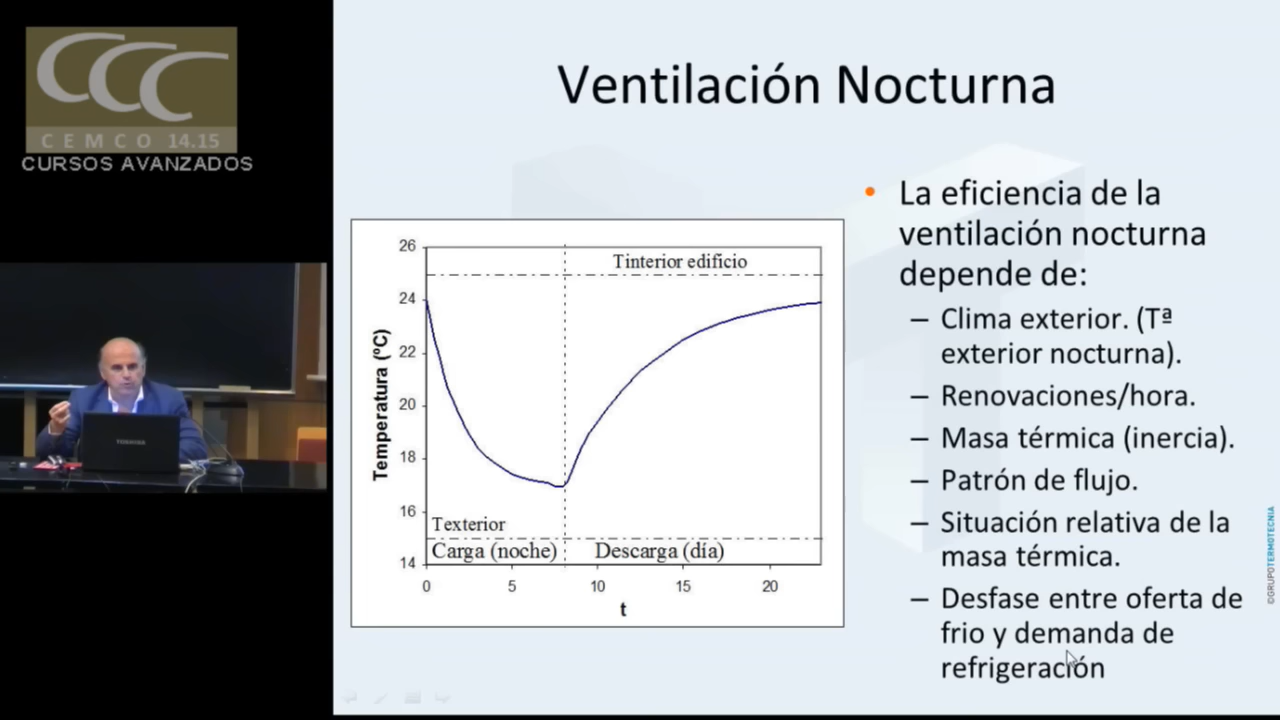 CCC
CEMCO 14.15
CURSOS AVANZADOS
TOSHIBA
Ventilación Nocturna
26
24
22
20
18
16
14
Temperatura (ºC)
Tinterior edificio
Texterior
Carga (noche)
Descarga (día)
0
5
10
15
20
t
• La eficiencia de la
ventilación nocturna
depende de:
– Clima exterior. (Tª
exterior nocturna).
– Renovaciones/hora.
– Masa térmica (inercia).
– Patrón de flujo.
– Situación relativa de la
masa térmica.
– Desfase entre oferta de
frio y demanda de
refrigeración
©GRUPOTERMOTECNIA